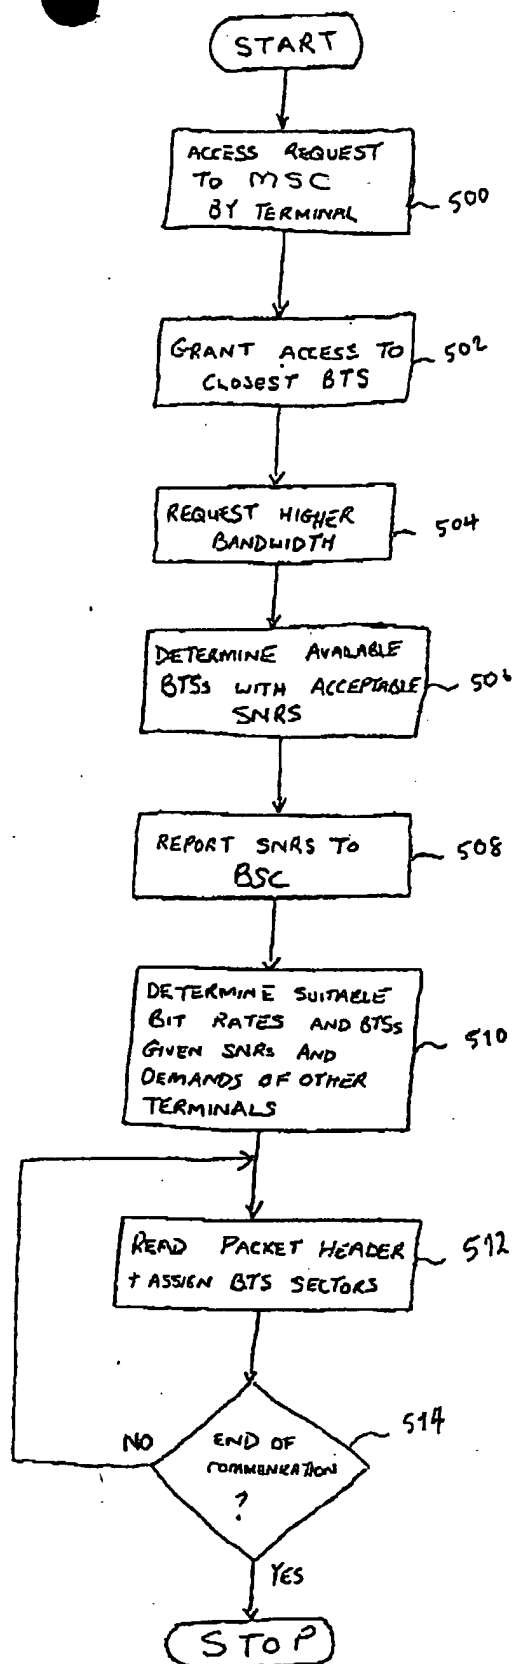 START
ACCESS REQUEST
TO MSC
BY TERMINAL
500
GRANT ACCESS TO
CLOSEST BTS
502
REQUEST HIGHER
BANDWIDTH
504
DETERMINE AVAILABLE
BTSs WITH ACCEPTABLE
SNRS
506
REPORT SNRS TO
BSC
508
DETERMINE SUITABLE
BIT RATES AND BTSs
GIVEN SNRs AND
DEMANDS OF OTHER
TERMINALS
510
READ PACKET HEADER
+ ASSIGN BTS SECTORS
512
NO
END OF
COMMUNICATION
?
514
YES
STOP